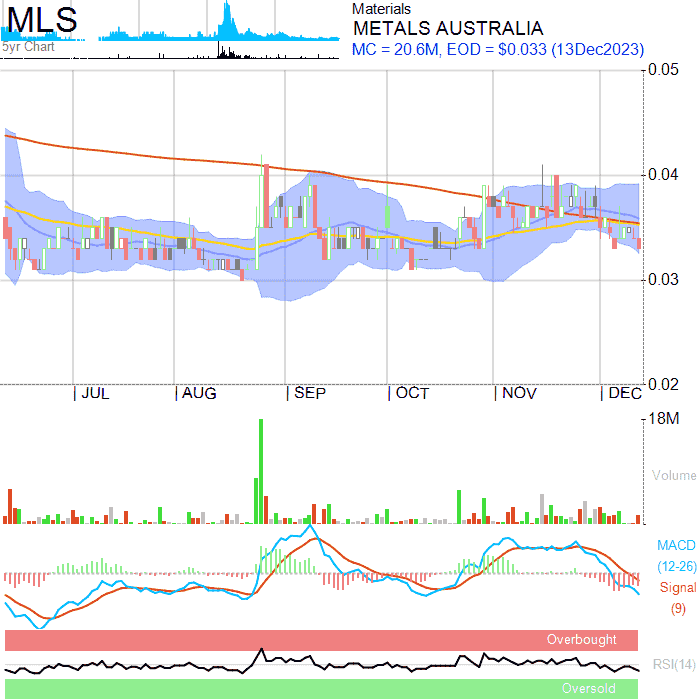 MLS
5yr Chart
Materials
METALS AUSTRALIA
MC = 20.6M, EOD = $0.033 (13Dec2023)
0.05
0.04
0.03
0.02
JUL AUG SEP OCT NOV DEC
18M
Volume
MACD
(12-26)
Signal
(9)
Overbought
RSI(14)
Oversold